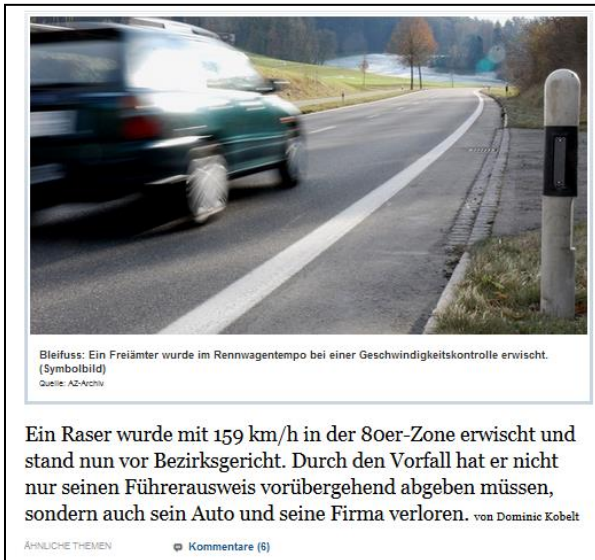 Bleifuss: Ein Freiämter wurde im Rennwagentempo bei einer Geschwindigkeitskontrolle erwischt.
(Symbolbild)
Quelle: AZ-Archiv
Ein Raser wurde mit 159 km/h in der 80er-Zone erwischt und
stand nun vor Bezirksgericht. Durch den Vorfall hat er nicht
nur seinen Führerausweis vorübergehend abgeben müssen,
sondern auch sein Auto und seine Firma verloren. von Dominic Kobelt
ÄHNLICHE THEMEN Kommentare (6)